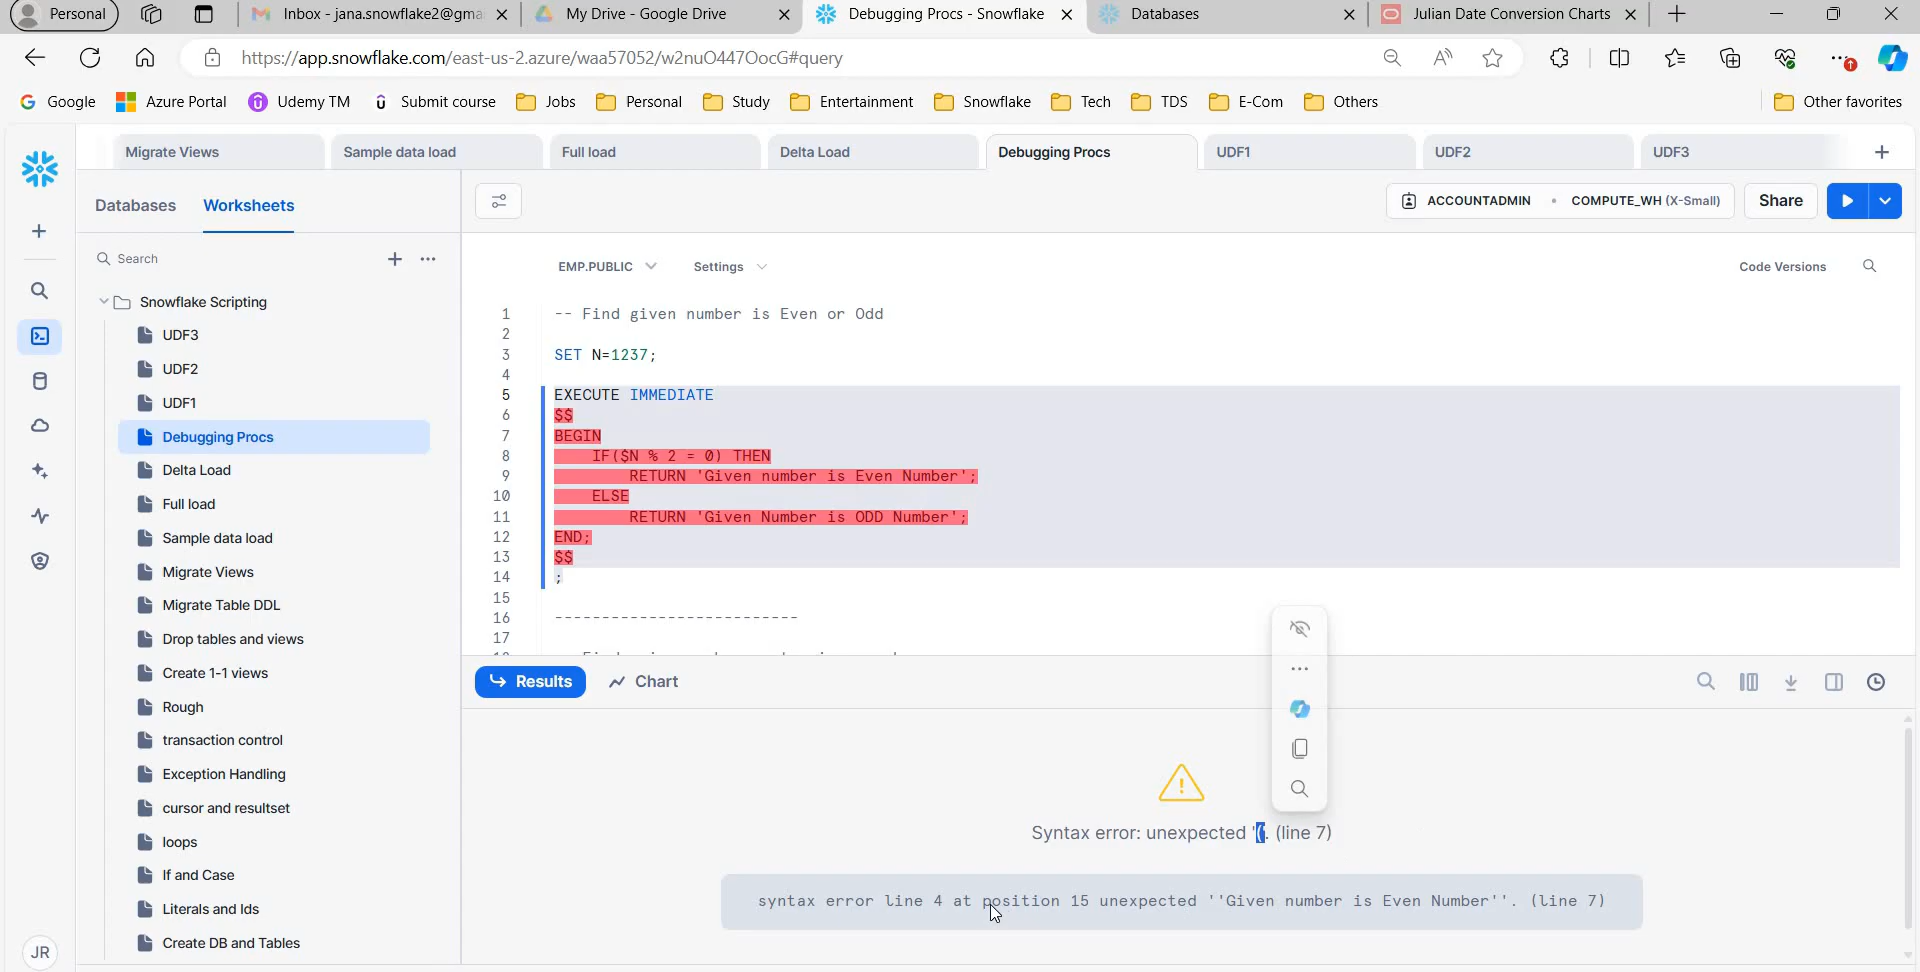 Personal
Inbox - jana.snowflake2@gma
My Drive - Google Drive
Debugging Procs - Snowflake
Databases
Julian Date Conversion Charts
https://app.snowflake.com/east-us-2.azure/waa57052/w2nuO447OocG#query
Google
Azure Portal
Udemy TM
Submit course
Jobs
Personal
Study
Entertainment
Snowflake
Tech
TDS
E-Com
Others
Other favorites
Migrate Views
Sample data load
Full load
Delta Load
Debugging Procs
UDF1
UDF2
UDF3
Databases
Worksheets
ACCOUNTADMIN
COMPUTE_WH (X-Small)
Share
Search
EMP.PUBLIC
Settings
Code Versions
Snowflake Scripting
UDF3
UDF2
UDF1
Debugging Procs
Delta Load
Full load
Sample data load
Migrate Views
Migrate Table DDL
Drop tables and views
Create 1-1 views
Rough
transaction control
Exception Handling
cursor and resultset
loops
If and Case
Literals and Ids
Create DB and Tables
JR
1 -- Find given number is Even or Odd
2
3 SET N=1237;
4
5 EXECUTE IMMEDIATE
6 $$
7 BEGIN
8 IF($N % 2 = 0) THEN
9 RETURN 'Given number is Even Number';
10 ELSE
11 RETURN 'Given Number is ODD Number';
12 END;
13 $$
14 ;
15
16 --------------------------
17
Results
Chart
Syntax error: unexpected '('. (line 7)
syntax error line 4 at position 15 unexpected ''Given number is Even Number''. (line 7)